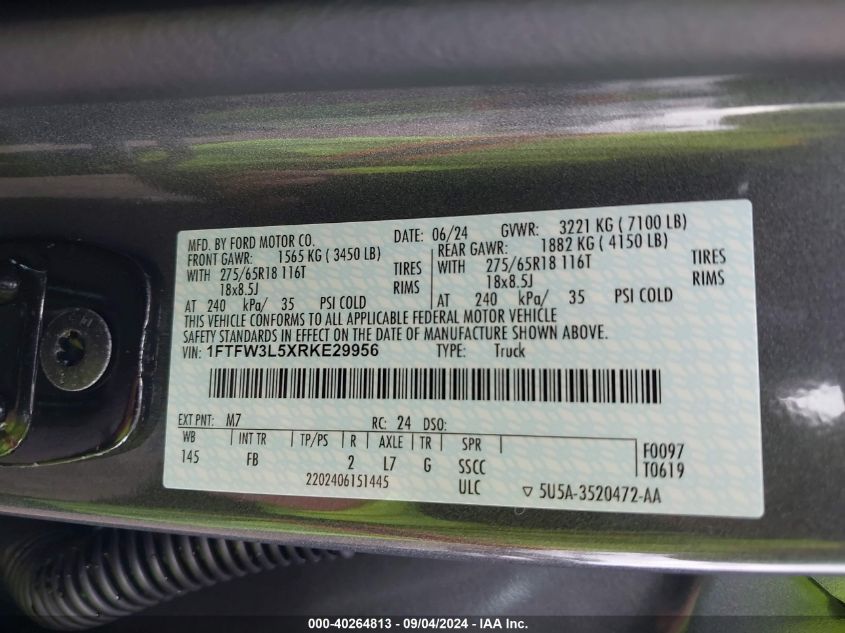 MFD. BY FORD MOTOR CO. DATE: 06/24 GVWR: 3221 KG ( 7100 LB)
FRONT GAWR: 1565 KG ( 3450 LB) REAR GAWR: 1882 KG ( 4150 LB)
WITH 275/65R18 116T TIRES WITH 275/65R18 116T TIRES
18x8.5J RIMS 18x8.5J RIMS
AT 240 kPa/ 35 PSI COLD AT 240 kPa/ 35 PSI COLD
THIS VEHICLE CONFORMS TO ALL APPLICABLE FEDERAL MOTOR VEHICLE
SAFETY STANDARDS IN EFFECT ON THE DATE OF MANUFACTURE SHOWN ABOVE.
VIN: 1FTFW3L5XRKE29956 TYPE: Truck
EXT PNT: M7 RC: 24 DSO:
WB INT TR TP/PS R AXLE TR SPR F0097
145 FB 2 L7 G SSCC T0619
2202406151445 ULC ▽ 5U5A-3520472-AA
000-40264813 - 09/04/2024 - IAA Inc.